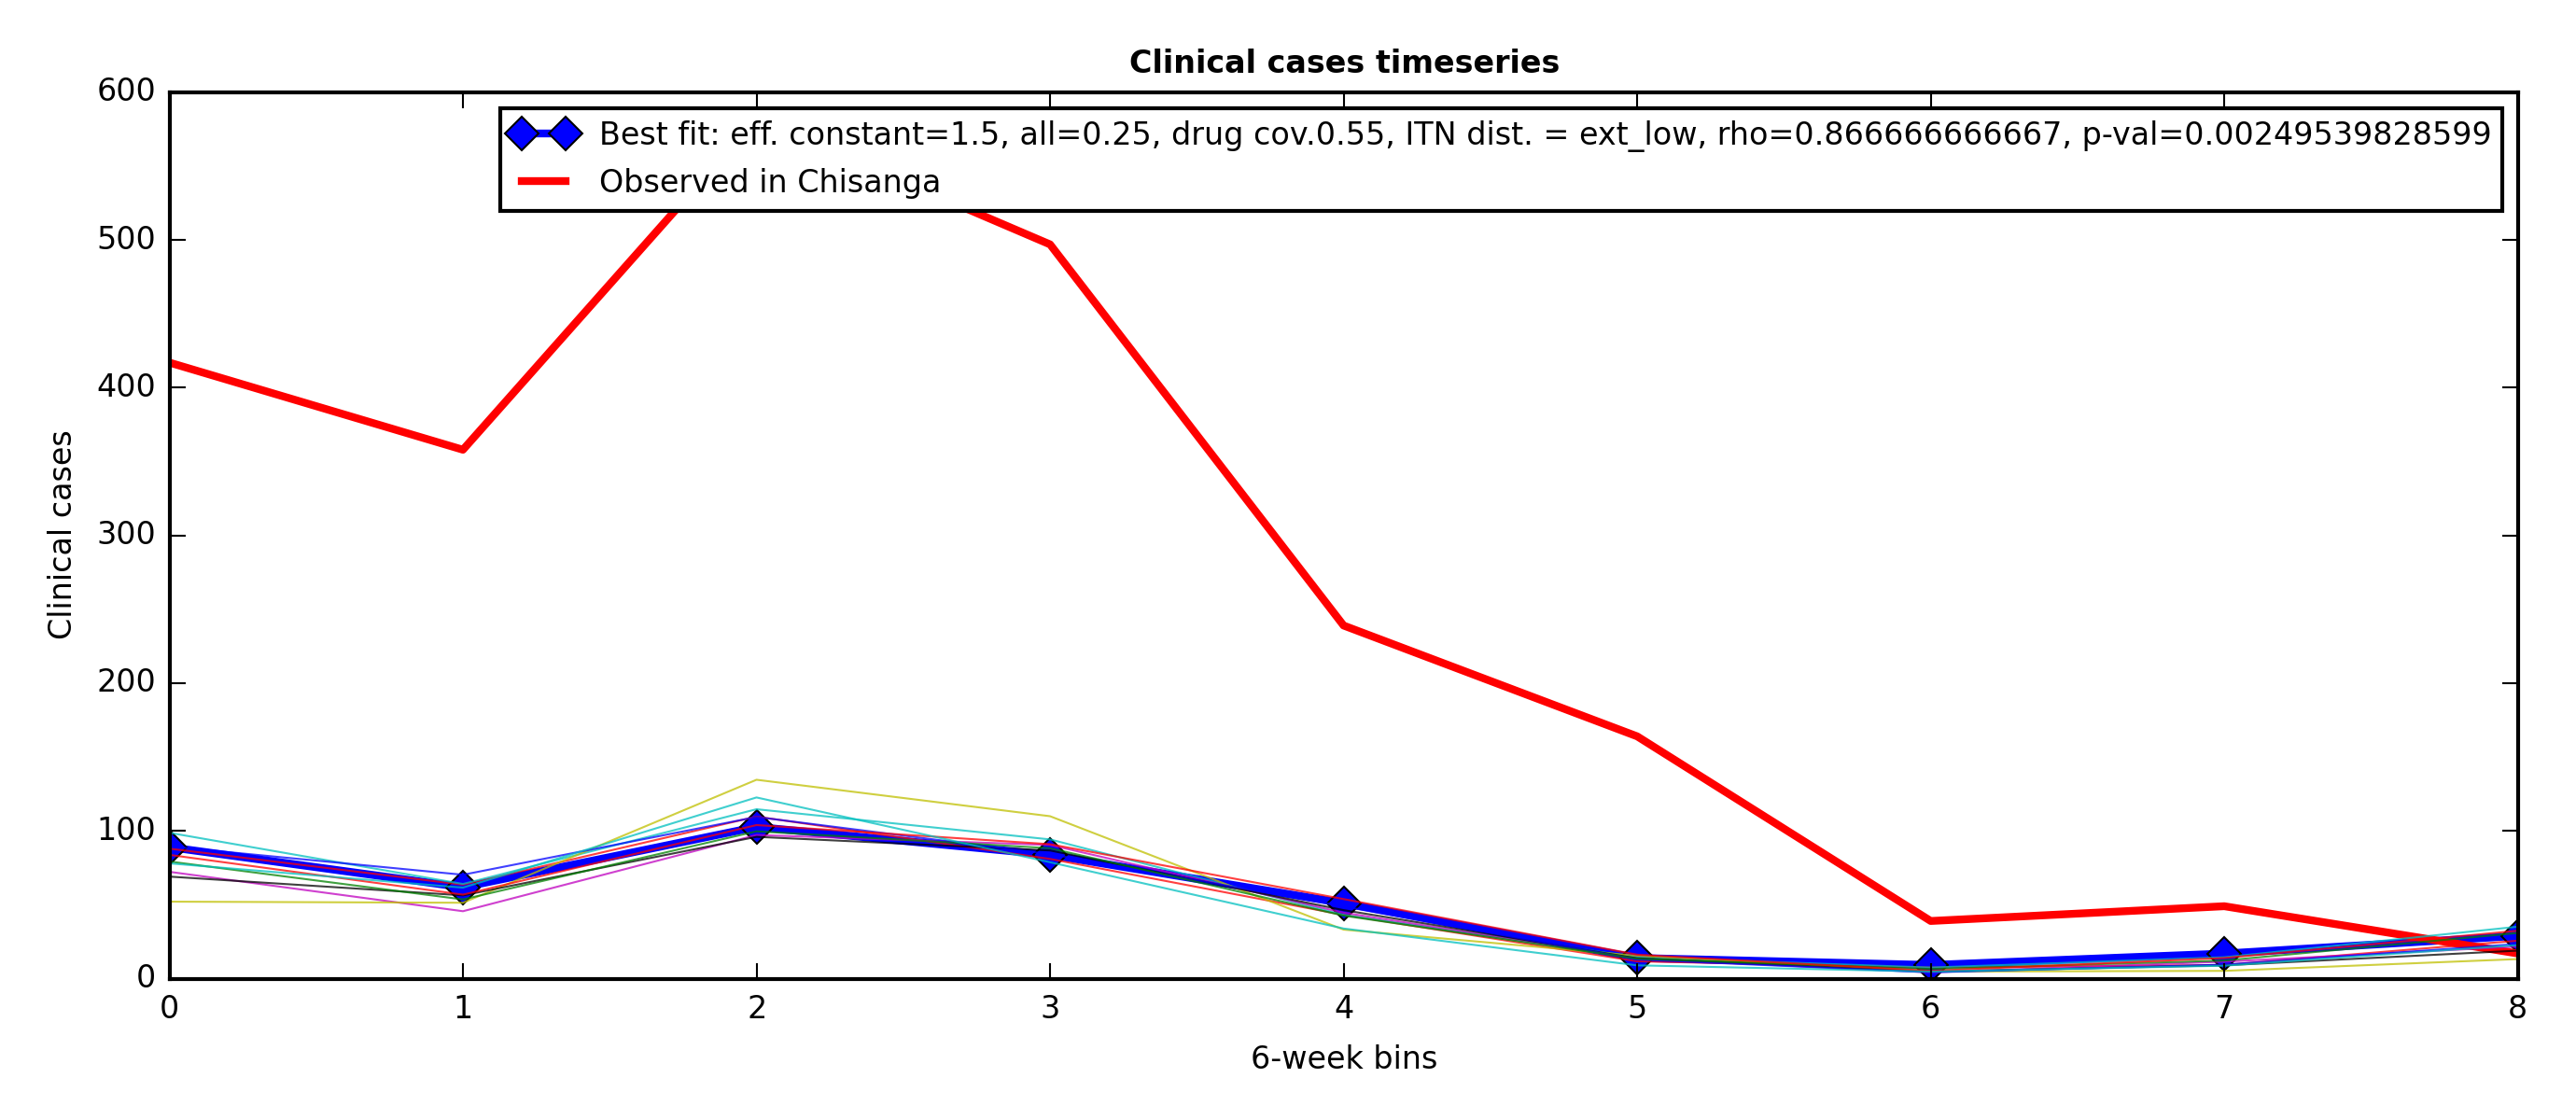 Clinical cases timeseries
Best fit: eff. constant=1.5, all=0.25, drug cov.0.55, ITN dist. = ext_low, rho=0.866666666667, p-val=0.00249539828599
Observed in Chisanga
600
500
400
300
200
100
0
Clinical cases
0 1 2 3 4 5 6 7 8
6-week bins